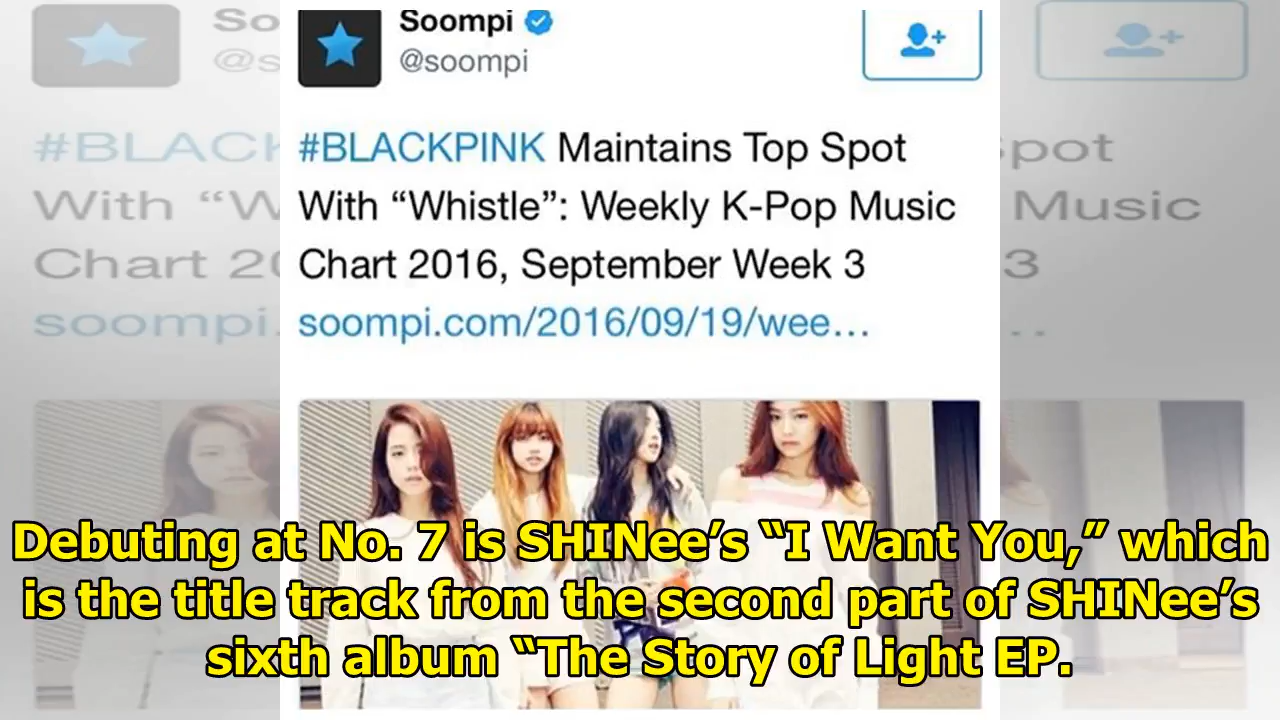 Soompi
@soompi
#BLACKPINK Maintains Top Spot
With “Whistle”: Weekly K-Pop Music
Chart 2016, September Week 3
soompi.com/2016/09/19/wee...
Debuting at No. 7 is SHINee’s “I Want You,” which
is the title track from the second part of SHINee’s
sixth album “The Story of Light EP.